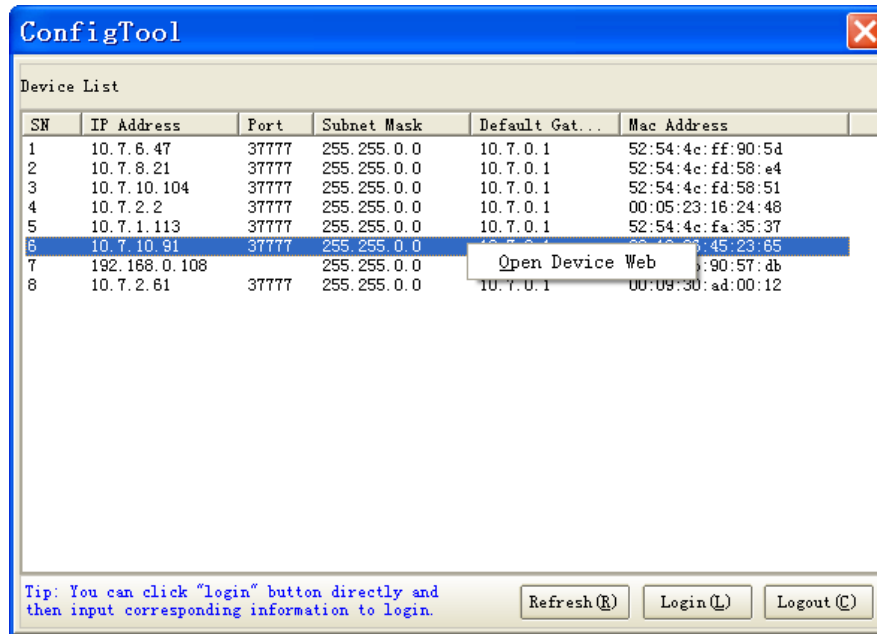 ConfigTool
Device List
SN IP Address Port Subnet Mask Default Gat... Mac Address
1 10.7.6.47 37777 255.255.0.0 10.7.0.1 52:54:4c:ff:90:5d
2 10.7.8.21 37777 255.255.0.0 10.7.0.1 52:54:4c:fd:58:e4
3 10.7.10.104 37777 255.255.0.0 10.7.0.1 52:54:4c:fd:58:51
4 10.7.2.2 37777 255.255.0.0 10.7.0.1 00:05:23:16:24:48
5 10.7.1.113 37777 255.255.0.0 10.7.0.1 52:54:4c:fa:35:37
6 10.7.10.91 37777 255.255.0.0 :45:23:65
Open Device Web
7 192.168.0.108 255.255.0.0 :90:57:db
8 10.7.2.61 37777 255.255.0.0 10.7.0.1 00:09:30:ad:00:12
Tip: You can click "login" button directly and
then input corresponding information to login.
Refresh(R) Login(L) Logout(C)